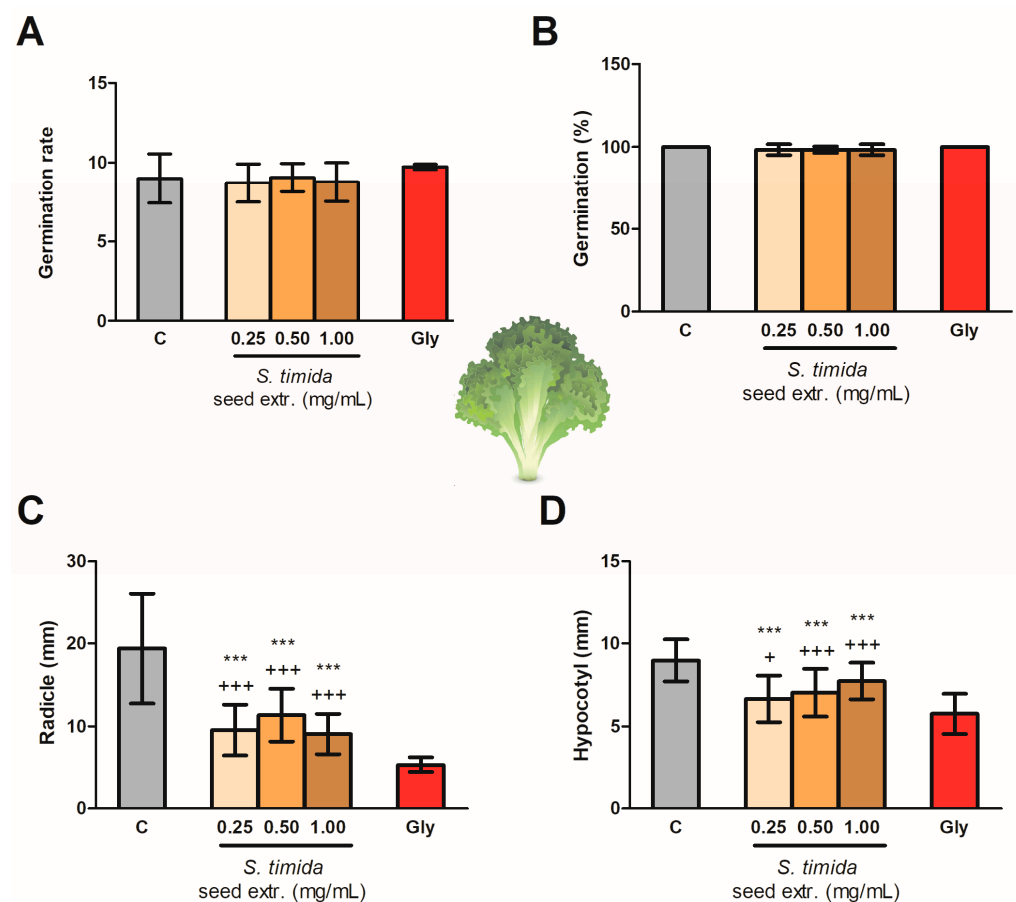 A
Germination rate
15
10
5
0
C
0.25 0.50 1.00
Gly
S. timida
seed extr. (mg/mL)
B
Germination (%)
150
100
50
0
C
0.25 0.50 1.00
Gly
S. timida
seed extr. (mg/mL)
C
Radicle (mm)
30
20
10
0
***
+++
***
+++
***
+++
C
0.25 0.50 1.00
Gly
S. timida
seed extr. (mg/mL)
D
Hypocotyl (mm)
15
10
5
0
***
+
***
+++
***
+++
C
0.25 0.50 1.00
Gly
S. timida
seed extr. (mg/mL)